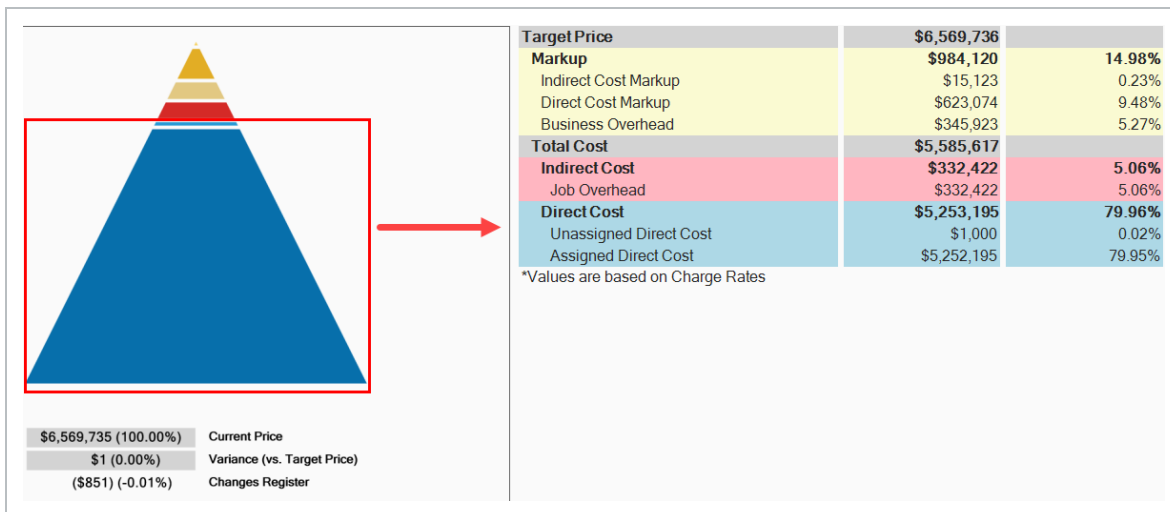 Target Price $6,569,736
Markup $984,120 14.98%
Indirect Cost Markup $15,123 0.23%
Direct Cost Markup $623,074 9.48%
Business Overhead $345,923 5.27%
Total Cost $5,585,617
Indirect Cost $332,422 5.06%
Job Overhead $332,422 5.06%
Direct Cost $5,253,195 79.96%
Unassigned Direct Cost $1,000 0.02%
Assigned Direct Cost $5,252,195 79.95%
*Values are based on Charge Rates
$6,569,735 (100.00%) Current Price
$1 (0.00%) Variance (vs. Target Price)
($851) (-0.01%) Changes Register